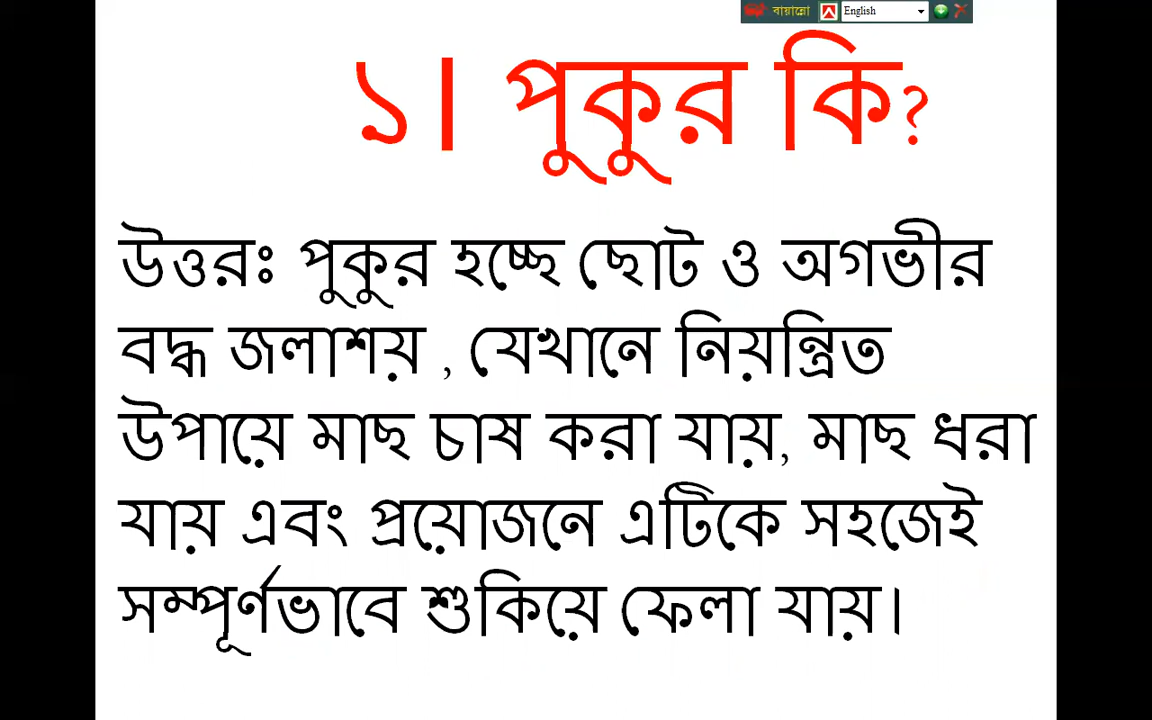 বায়ান্নো English
১। পুকুর কি?
উত্তরঃ পুকুর হচ্ছে ছোট ও অগভীর
বদ্ধ জলাশয় , যেখানে নিয়ন্ত্রিত
উপায়ে মাছ চাষ করা যায়, মাছ ধরা
যায় এবং প্রয়োজনে এটিকে সহজেই
সম্পূর্ণভাবে শুকিয়ে ফেলা যায়।